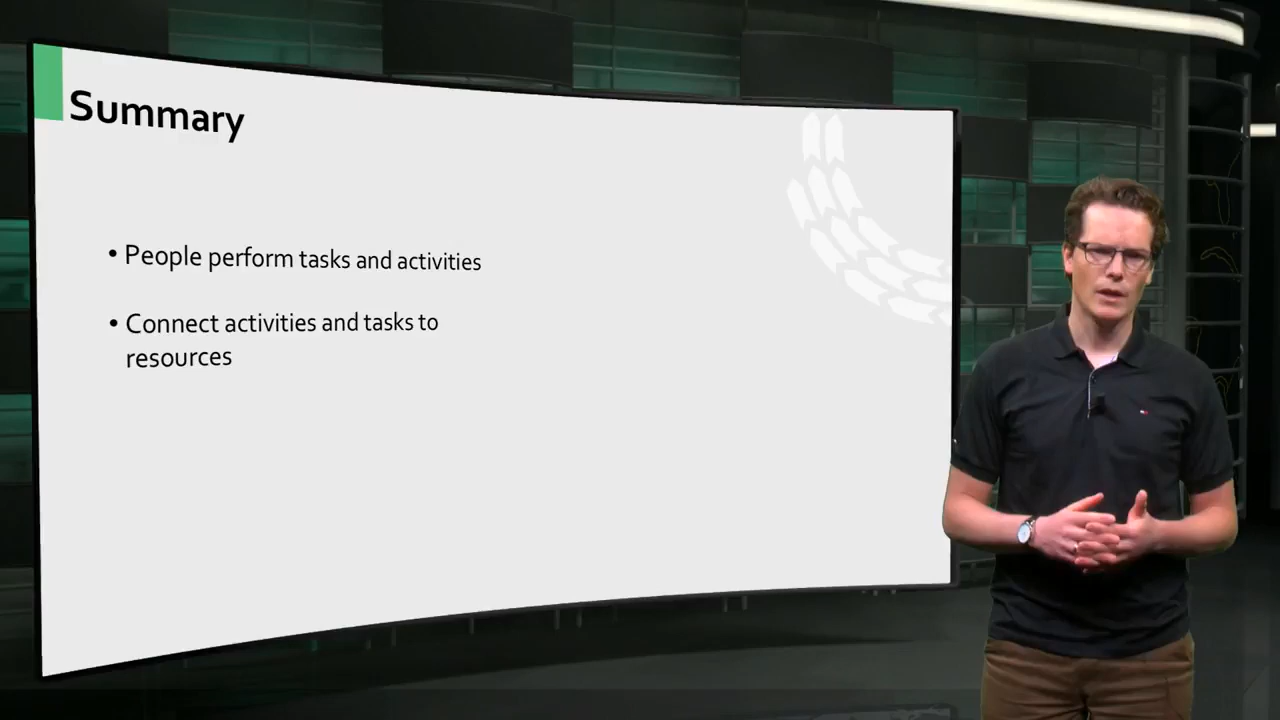 Summary
• People perform tasks and activities
• Connect activities and tasks to
resources